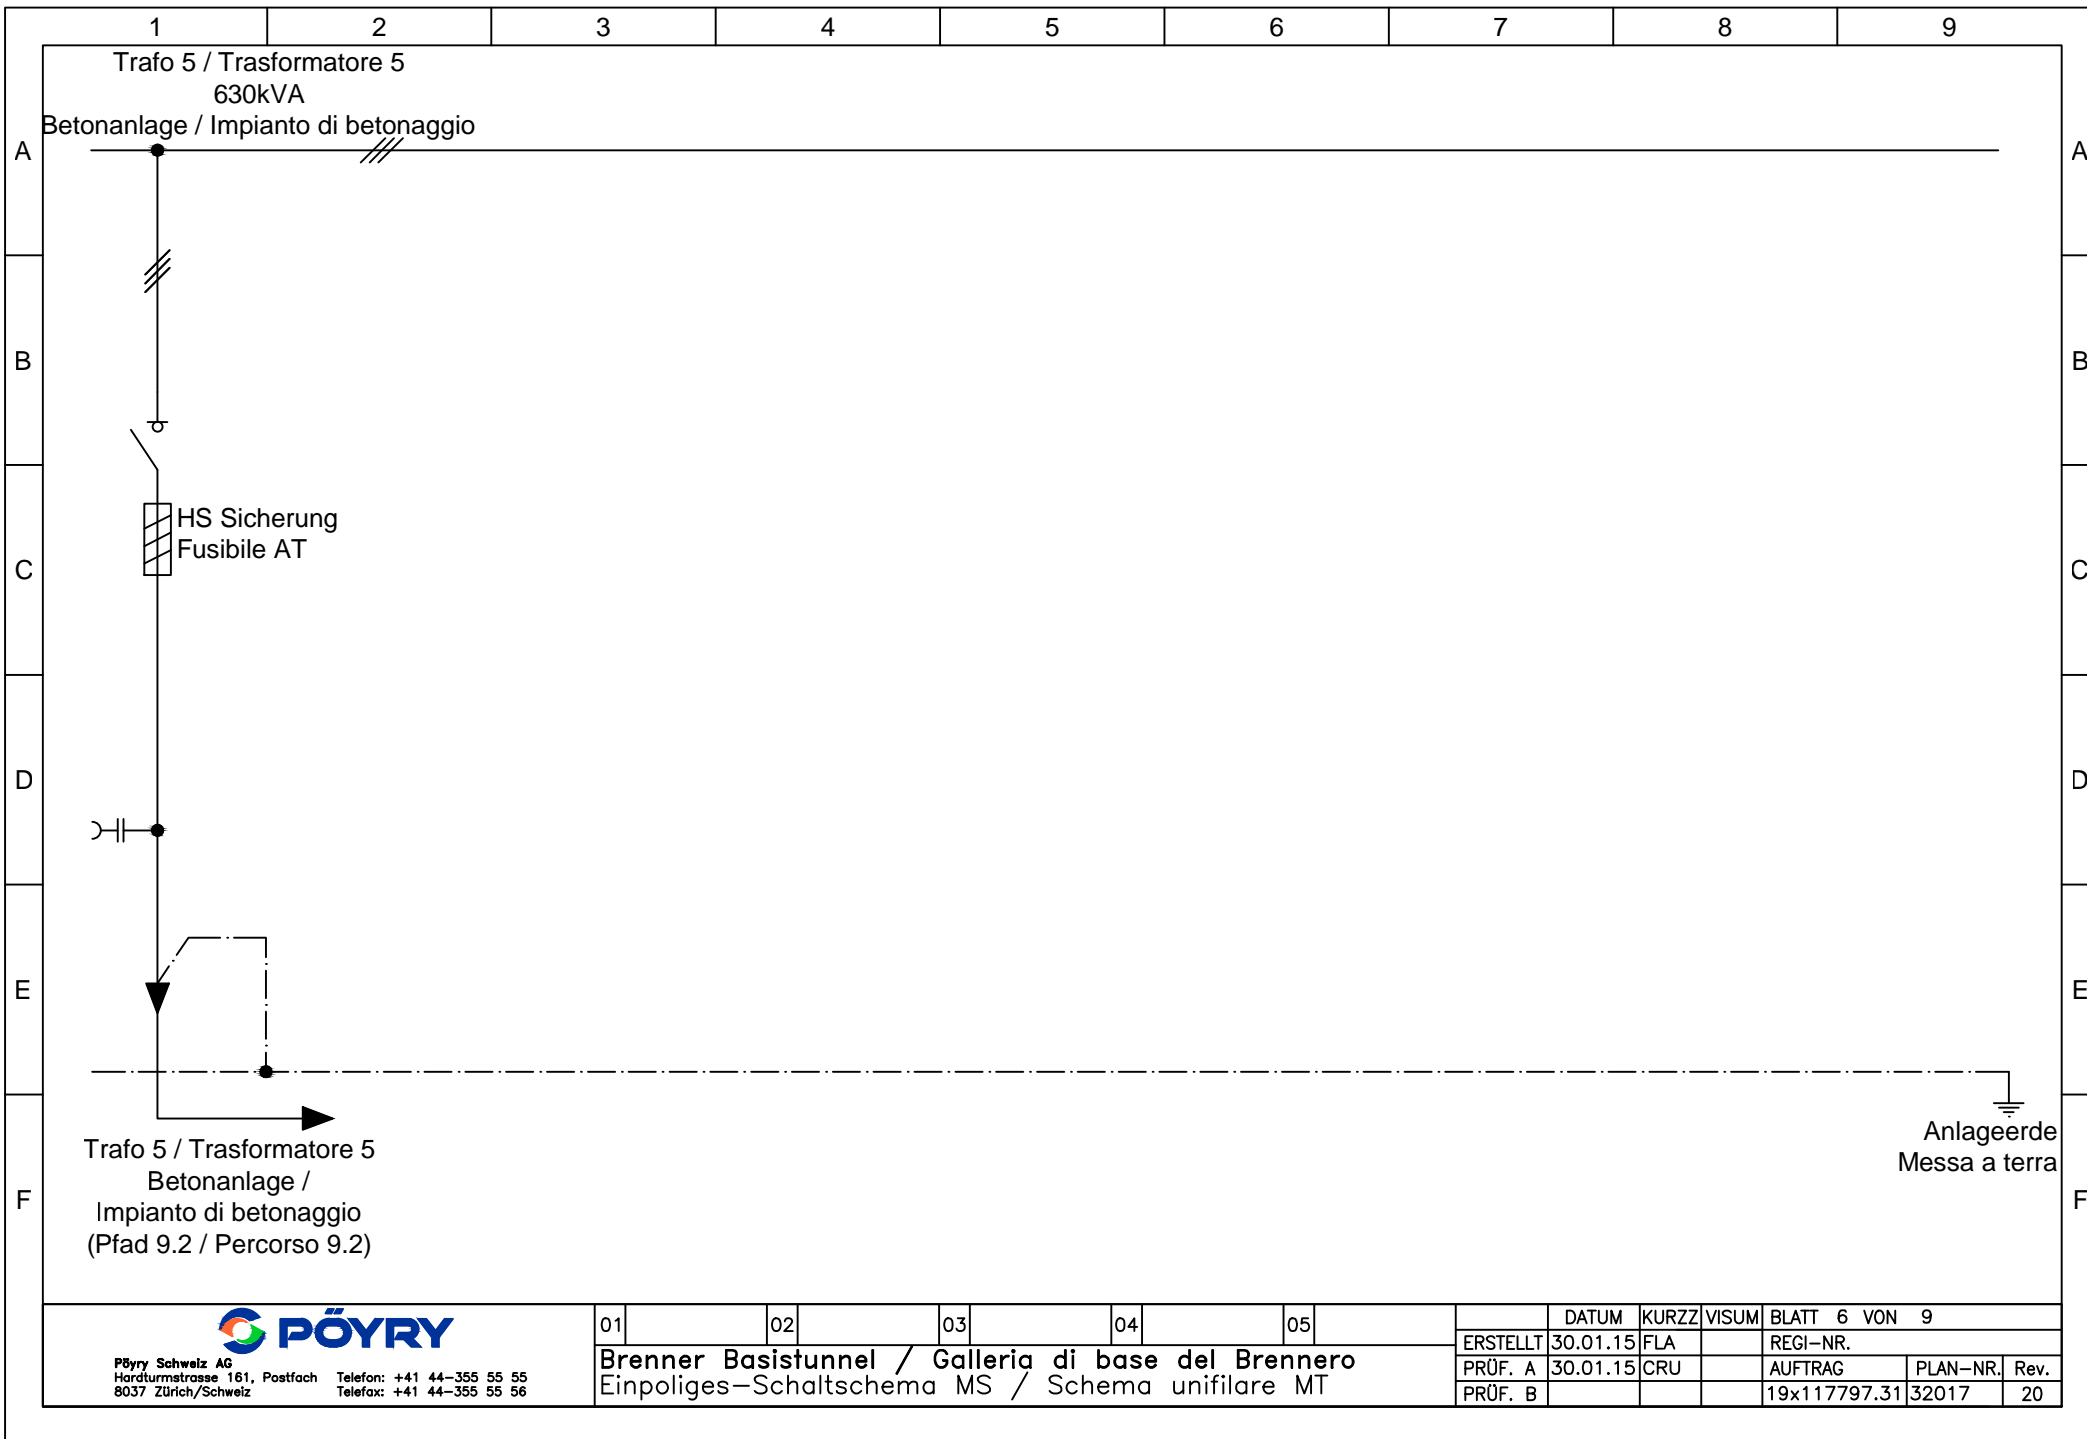 1 2 3 4 5 6 7 8 9
Trafo 5 / Trasformatore 5
630kVA
Betonanlage / Impianto di betonaggio
A A
B B
HS Sicherung
Fusibile AT
C C
D D
E E
Anlageerde
Messa a terra
Trafo 5 / Trasformatore 5
Betonanlage /
Impianto di betonaggio
(Pfad 9.2 / Percorso 9.2)
F F
PÖYRY
Pöyry Schweiz AG
Hardturmstrasse 161, Postfach Telefon: +41 44-355 55 55
8037 Zürich/Schweiz Telefax: +41 44-355 55 56
01 02 03 04 05
Brenner Basistunnel / Galleria di base del Brennero
Einpoliges-Schaltschema MS / Schema unifilare MT
DATUM KURZZ VISUM BLATT 6 VON 9
ERSTELLT 30.01.15 FLA REGI-NR.
PRÜF. A 30.01.15 CRU AUFTRAG PLAN-NR. Rev.
PRÜF. B 19x117797.31 32017 20